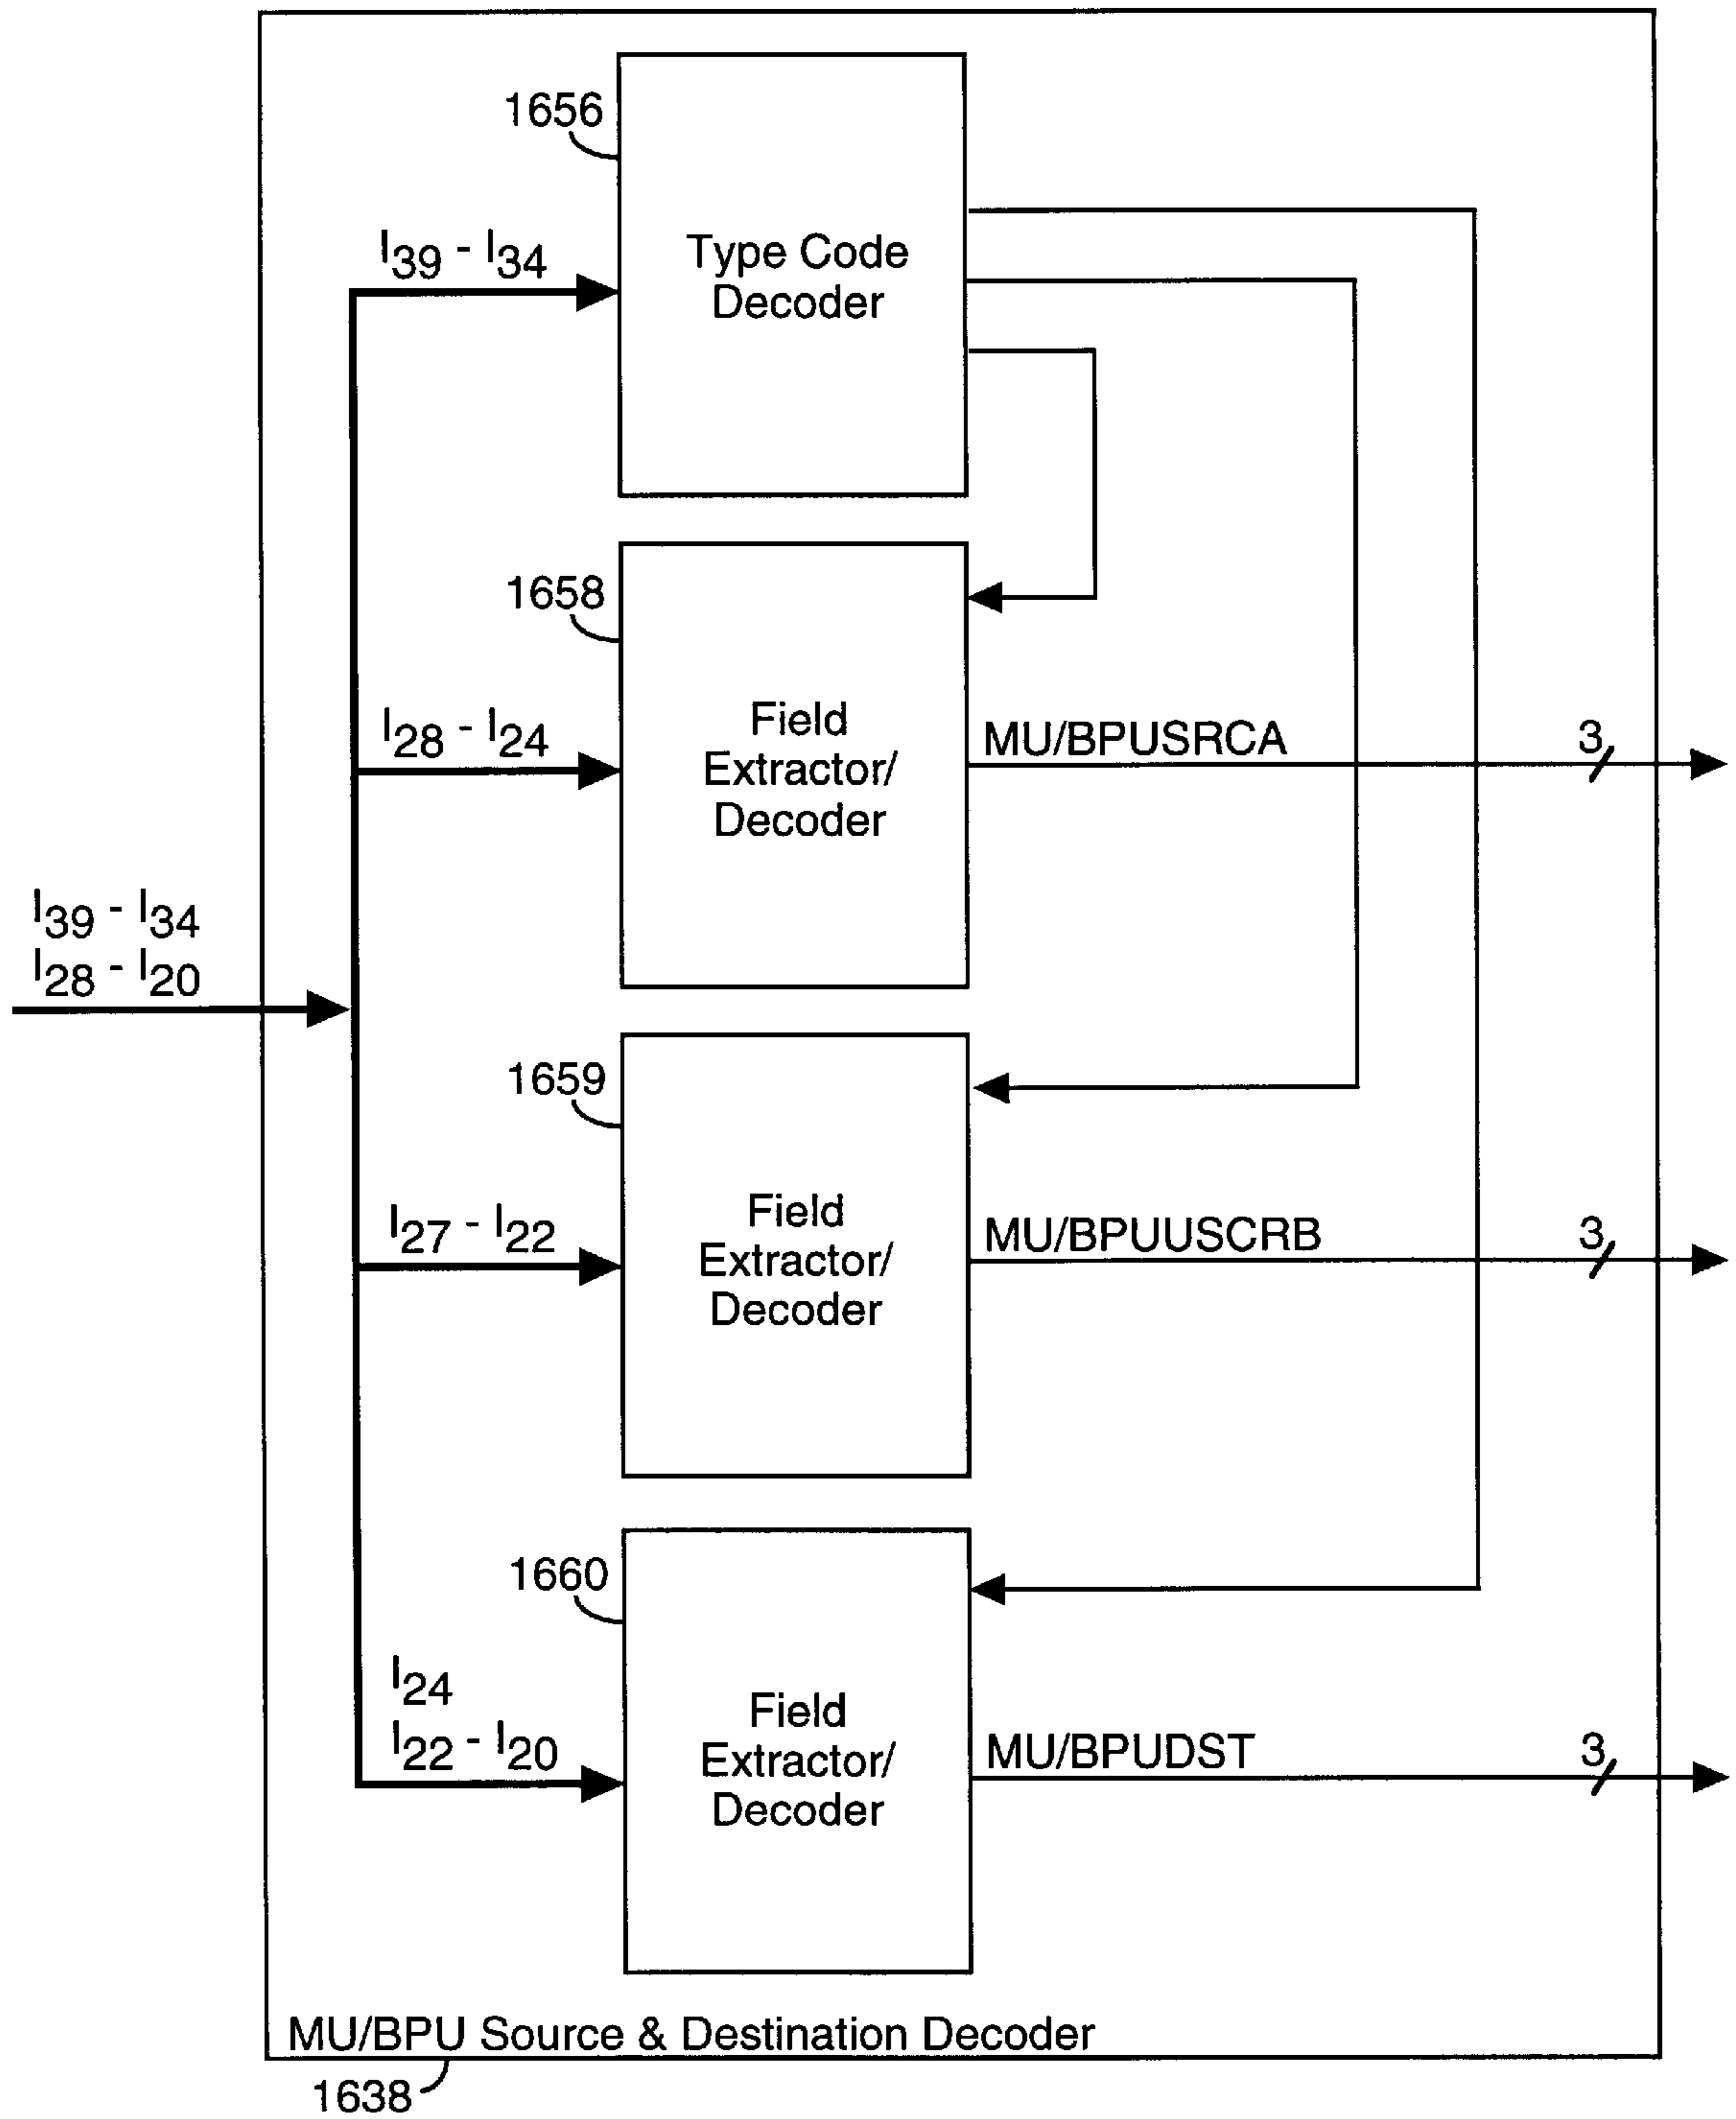 1656
I39 - I34
Type Code
Decoder
1658
I28 - I24
Field
Extractor/
Decoder
MU/BPUSRCA
3
I39 - I34
I28 - I20
1659
I27 - I22
Field
Extractor/
Decoder
MU/BPUUSCRB
3
1660
I24
I22 - I20
Field
Extractor/
Decoder
MU/BPUDST
3
MU/BPU Source & Destination Decoder
1638